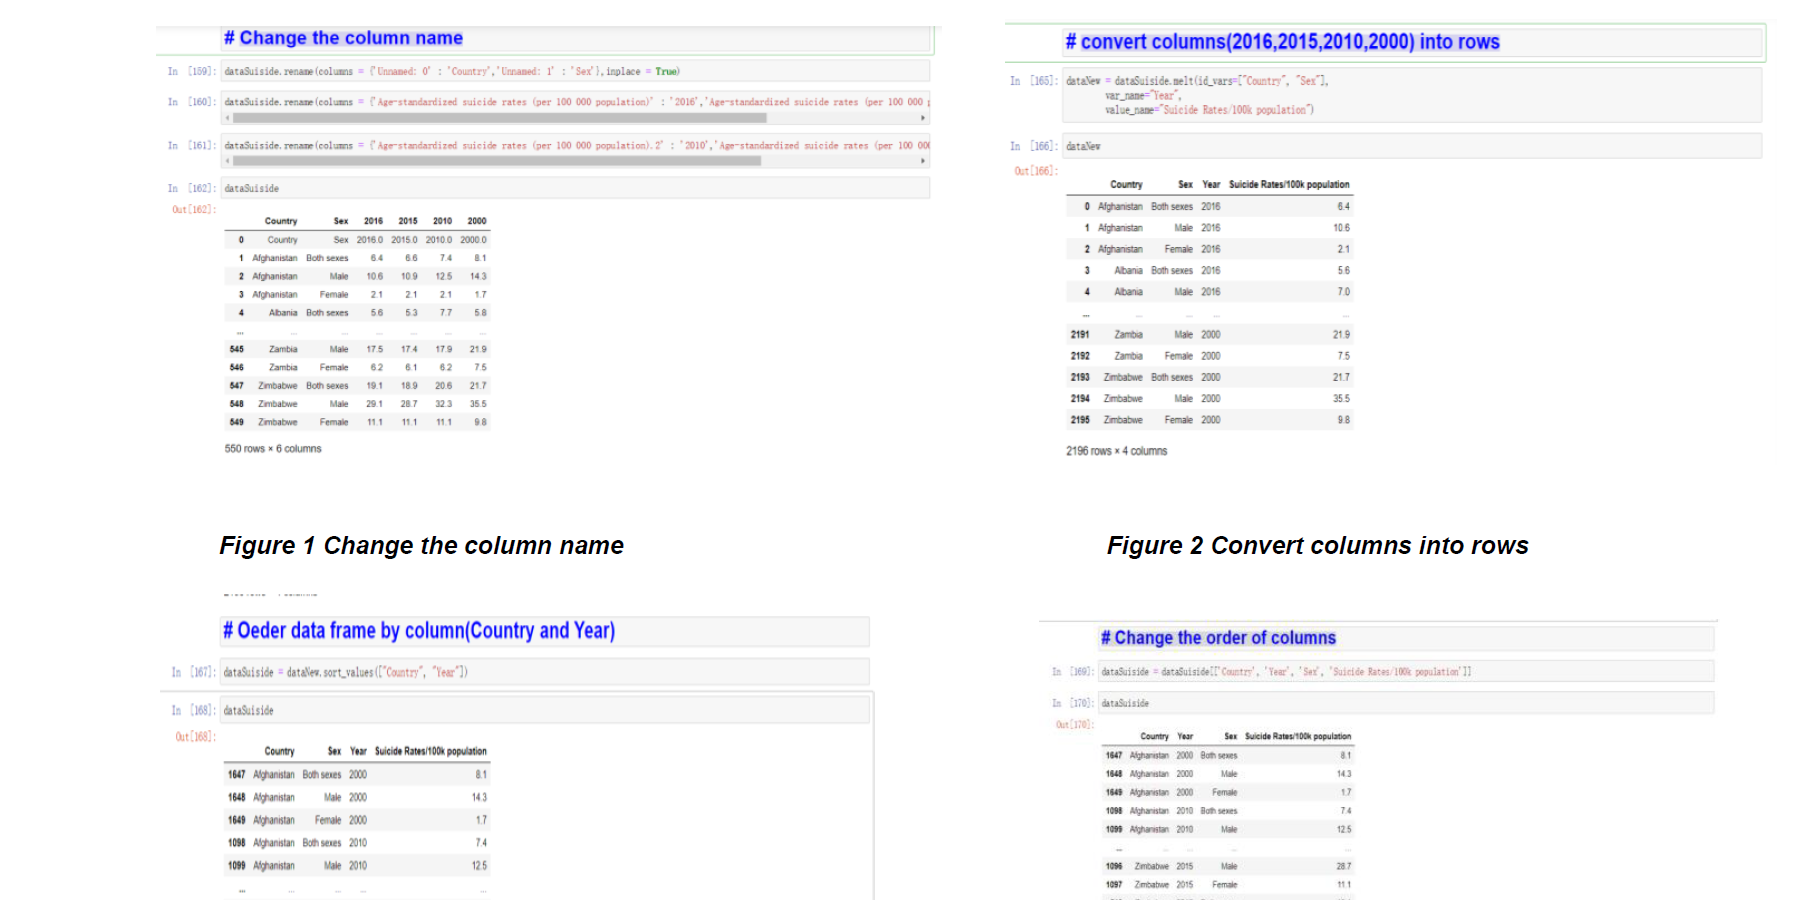 # Change the column name
In [159]: dataSuiside.rename(columns = {'Unnamed: 0' : 'Country','Unnamed: 1' : 'Sex'},inplace = True)
In [160]: dataSuiside.rename(columns = {'Age-standardized suicide rates (per 100 000 population)' : '2016','Age-standardized suicide rates (per 100 000 p
In [161]: dataSuiside.rename(columns = {'Age-standardized suicide rates (per 100 000 population).2' : '2010','Age-standardized suicide rates (per 100 00
In [162]: dataSuiside
Out[162]:
Country Sex 2016 2015 2010 2000
0 Country Sex 2016.0 2015.0 2010.0 2000.0
1 Afghanistan Both sexes 6.4 6.6 7.4 8.1
2 Afghanistan Male 10.6 10.9 12.5 14.3
3 Afghanistan Female 2.1 2.1 2.1 1.7
4 Albania Both sexes 5.6 5.3 7.7 5.8
... ... ... ... ... ... ...
545 Zambia Male 17.5 17.4 17.9 21.9
546 Zambia Female 6.2 6.1 6.2 7.5
547 Zimbabwe Both sexes 19.1 18.9 20.6 21.7
548 Zimbabwe Male 29.1 28.7 32.3 35.5
549 Zimbabwe Female 11.1 11.1 11.1 9.8
550 rows × 6 columns
Figure 1 Change the column name
# convert columns(2016,2015,2010,2000) into rows
In [165]: dataNew = dataSuiside.melt(id_vars=["Country", "Sex"],
var_name="Year",
value_name="Suicide Rates/100k population")
In [166]: dataNew
Out[166]:
Country Sex Year Suicide Rates/100k population
0 Afghanistan Both sexes 2016 6.4
1 Afghanistan Male 2016 10.6
2 Afghanistan Female 2016 2.1
3 Albania Both sexes 2016 5.6
4 Albania Male 2016 7.0
... ... ... ... ...
2191 Zambia Male 2000 21.9
2192 Zambia Female 2000 7.5
2193 Zimbabwe Both sexes 2000 21.7
2194 Zimbabwe Male 2000 35.5
2195 Zimbabwe Female 2000 9.8
2196 rows × 4 columns
Figure 2 Convert columns into rows
# Oeder data frame by column(Country and Year)
In [167]: dataSuiside = dataNew.sort_values(["Country", "Year"])
In [168]: dataSuiside
Out[168]:
Country Sex Year Suicide Rates/100k population
1647 Afghanistan Both sexes 2000 8.1
1648 Afghanistan Male 2000 14.3
1649 Afghanistan Female 2000 1.7
1098 Afghanistan Both sexes 2010 7.4
1099 Afghanistan Male 2010 12.5
... ... ... ... ...
# Change the order of columns
In [169]: dataSuiside = dataSuiside[['Country', 'Year', 'Sex', 'Suicide Rates/100k population']]
In [170]: dataSuiside
Out[170]:
Country Year Sex Suicide Rates/100k population
1647 Afghanistan 2000 Both sexes 8.1
1648 Afghanistan 2000 Male 14.3
1649 Afghanistan 2000 Female 1.7
1098 Afghanistan 2010 Both sexes 7.4
1099 Afghanistan 2010 Male 12.5
... ... ... ... ...
1096 Zimbabwe 2015 Male 28.7
1097 Zimbabwe 2015 Female 11.1